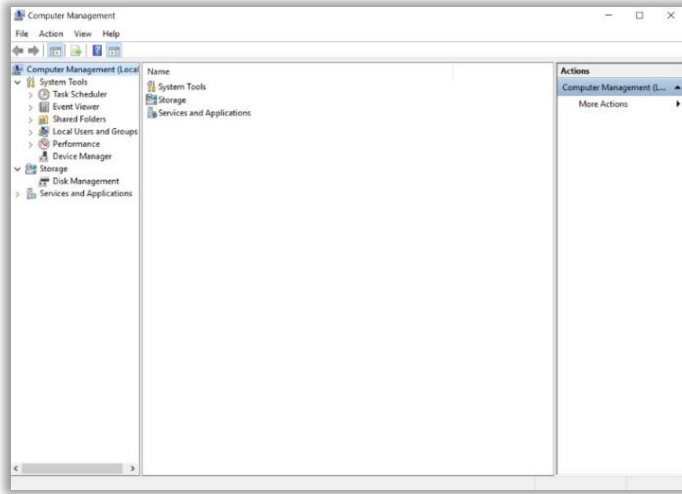 Computer Management
File Action View Help
Computer Management (Local
System Tools
Task Scheduler
Event Viewer
Shared Folders
Local Users and Groups
Performance
Device Manager
Storage
Disk Management
Services and Applications
Name
System Tools
Storage
Services and Applications
Actions
Computer Management (L...
More Actions